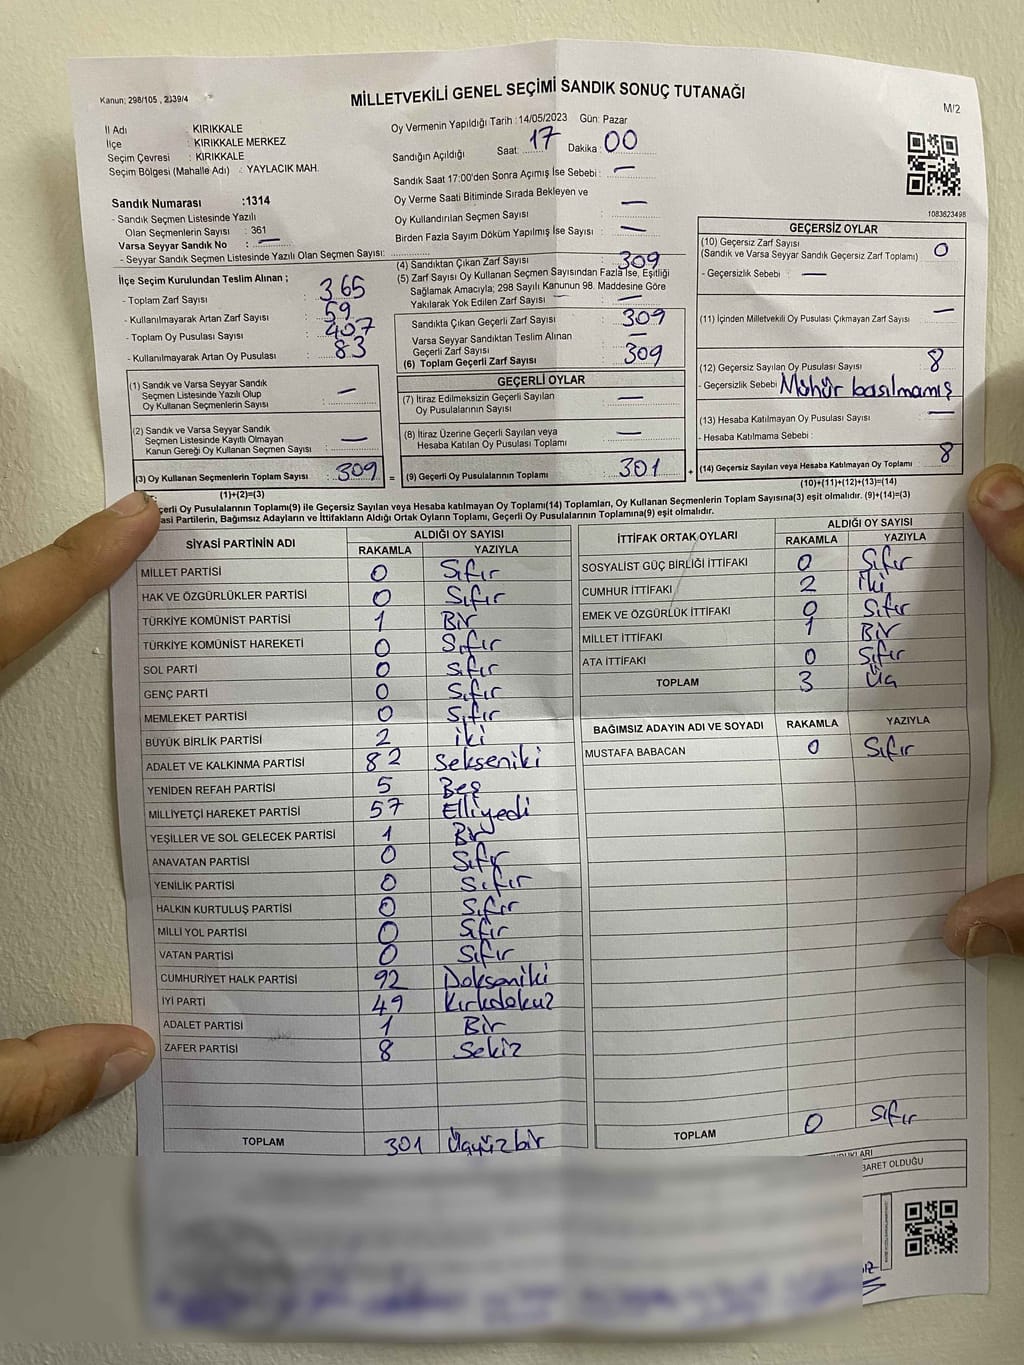 Kanun: 298/105 , 2339/4
MİLLETVEKİLİ GENEL SEÇİMİ SANDIK SONUÇ TUTANAĞI
M/2
İl Adı : KIRIKKALE
İlçe : KIRIKKALE MERKEZ
Seçim Çevresi : KIRIKKALE
Seçim Bölgesi (Mahalle Adı) : YAYLACIK MAH.
Sandık Numarası :1314
- Sandık Seçmen Listesinde Yazılı
Olan Seçmenlerin Sayısı : 361
Varsa Seyyar Sandık No : —
- Seyyar Sandık Seçmen Listesinde Yazılı Olan Seçmen Sayısı:
Oy Vermenin Yapıldığı Tarih :14/05/2023 Gün: Pazar
Sandığın Açıldığı Saat: 17 Dakika : 00
Sandık Saat 17:00'den Sonra Açımış İse Sebebi : —
Oy Verme Saati Bitiminde Sırada Bekleyen ve
Oy Kullandırılan Seçmen Sayısı : —
Birden Fazla Sayım Döküm Yapılmış İse Sayısı : —
1083623498
İlçe Seçim Kurulundan Teslim Alınan ;
- Toplam Zarf Sayısı : 365
- Kullanılmayarak Artan Zarf Sayısı : 59
- Toplam Oy Pusulası Sayısı : 407
- Kullanılmayarak Artan Oy Pusulası : 83
(4) Sandıktan Çıkan Zarf Sayısı : 309
(5) Zarf Sayısı Oy Kullanan Seçmen Sayısından Fazla İse, Eşitliği
Sağlamak Amacıyla; 298 Sayılı Kanunun 98. Maddesine Göre
Yakılarak Yok Edilen Zarf Sayısı : —
Sandıkta Çıkan Geçerli Zarf Sayısı : 309
Varsa Seyyar Sandıktan Teslim Alınan
Geçerli Zarf Sayısı : —
(6) Toplam Geçerli Zarf Sayısı : 309
GEÇERSİZ OYLAR
(10) Geçersiz Zarf Sayısı
(Sandık ve Varsa Seyyar Sandık Geçersiz Zarf Toplamı) : 0
- Geçersizlik Sebebi : —
(11) İçinden Milletvekili Oy Pusulası Çıkmayan Zarf Sayısı : —
(12) Geçersiz Sayılan Oy Pusulası Sayısı : 8
- Geçersizlik Sebebi : Mühür basılmamış
(13) Hesaba Katılmayan Oy Pusulası Sayısı : —
- Hesaba Katılmama Sebebi :
(14) Geçersiz Sayılan veya Hesaba Katılmayan Oy Toplamı : 8
(10)+(11)+(12)+(13)=(14)
(1) Sandık ve Varsa Seyyar Sandık
Seçmen Listesinde Yazılı Olup
Oy Kullanan Seçmenlerin Sayısı : —
(2) Sandık ve Varsa Seyyar Sandık
Seçmen Listesinde Kayıtlı Olmayan
Kanun Gereği Oy Kullanan Seçmen Sayısı : —
(3) Oy Kullanan Seçmenlerin Toplam Sayısı : 309 =
(1)+(2)=(3)
GEÇERLİ OYLAR
(7) İtiraz Edilmeksizin Geçerli Sayılan
Oy Pusulalarının Sayısı : —
(8) İtiraz Üzerine Geçerli Sayılan veya
Hesaba Katılan Oy Pusulası Toplamı : —
(9) Geçerli Oy Pusulalarının Toplamı : 301 +
Oy Pusulalarının Toplamı(9) ile Geçersiz Sayılan veya Hesaba katılmayan Oy Toplamı(14) Toplamları, Oy Kullanan Seçmenlerin Toplam Sayısına(3) eşit olmalıdır. (9)+(14)=(3)
Partilerin, Bağımsız Adayların ve İttifakların Aldığı Ortak Oyların Toplamı, Geçerli Oy Pusulalarının Toplamına(9) eşit olmalıdır.
SİYASİ PARTİNİN ADI ALDIĞI OY SAYISI
RAKAMLA YAZIYLA
MİLLET PARTİSİ 0 Sıfır
HAK VE ÖZGÜRLÜKLER PARTİSİ 0 Sıfır
TÜRKİYE KOMÜNİST PARTİSİ 1 Bir
TÜRKİYE KOMÜNİST HAREKETİ 0 Sıfır
SOL PARTİ 0 Sıfır
GENÇ PARTİ 0 Sıfır
MEMLEKET PARTİSİ 0 Sıfır
BÜYÜK BİRLİK PARTİSİ 2 iki
ADALET VE KALKINMA PARTİSİ 82 Sekseniki
YENİDEN REFAH PARTİSİ 5 Beş
MİLLİYETÇİ HAREKET PARTİSİ 57 Elliyedi
YEŞİLLER VE SOL GELECEK PARTİSİ 1 Bir
ANAVATAN PARTİSİ 0 Sıfır
YENİLİK PARTİSİ 0 Sıfır
HALKIN KURTULUŞ PARTİSİ 0 Sıfır
MİLLİ YOL PARTİSİ 0 Sıfır
VATAN PARTİSİ 0 Sıfır
CUMHURİYET HALK PARTİSİ 92 Dokseniki
İYİ PARTİ 49 Kırkdokuz
ADALET PARTİSİ 1 Bir
ZAFER PARTİSİ 8 Sekiz
TOPLAM 301 Üçyüzbir
İTTİFAK ORTAK OYLARI ALDIĞI OY SAYISI
RAKAMLA YAZIYLA
SOSYALİST GÜÇ BİRLİĞİ İTTİFAKI 0 Sıfır
CUMHUR İTTİFAKI 2 iki
EMEK VE ÖZGÜRLÜK İTTİFAKI 0 Sıfır
MİLLET İTTİFAKI 1 Bir
ATA İTTİFAKI 0 Sıfır
TOPLAM 3 Üç
BAĞIMSIZ ADAYIN ADI VE SOYADI RAKAMLA YAZIYLA
MUSTAFA BABACAN 0 Sıfır
TOPLAM 0 Sıfır
BARET OLDUĞU